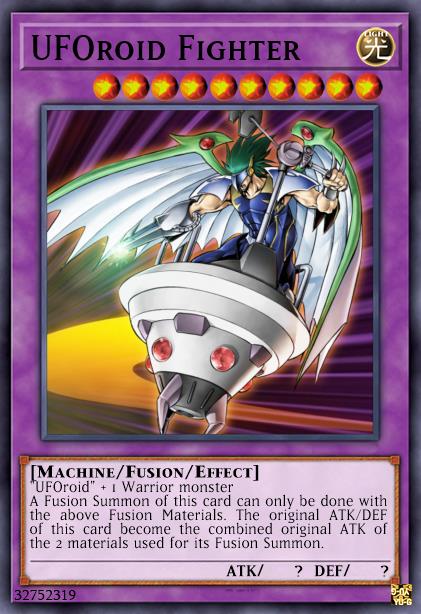 UFOroid Fighter
LIGHT
光
[Machine/Fusion/Effect]
"UFOroid" + 1 Warrior monster
A Fusion Summon of this card can only be done with
the above Fusion Materials. The original ATK/DEF
of this card become the combined original ATK of
the 2 materials used for its Fusion Summon.
ATK/ ? DEF/ ?
32752319